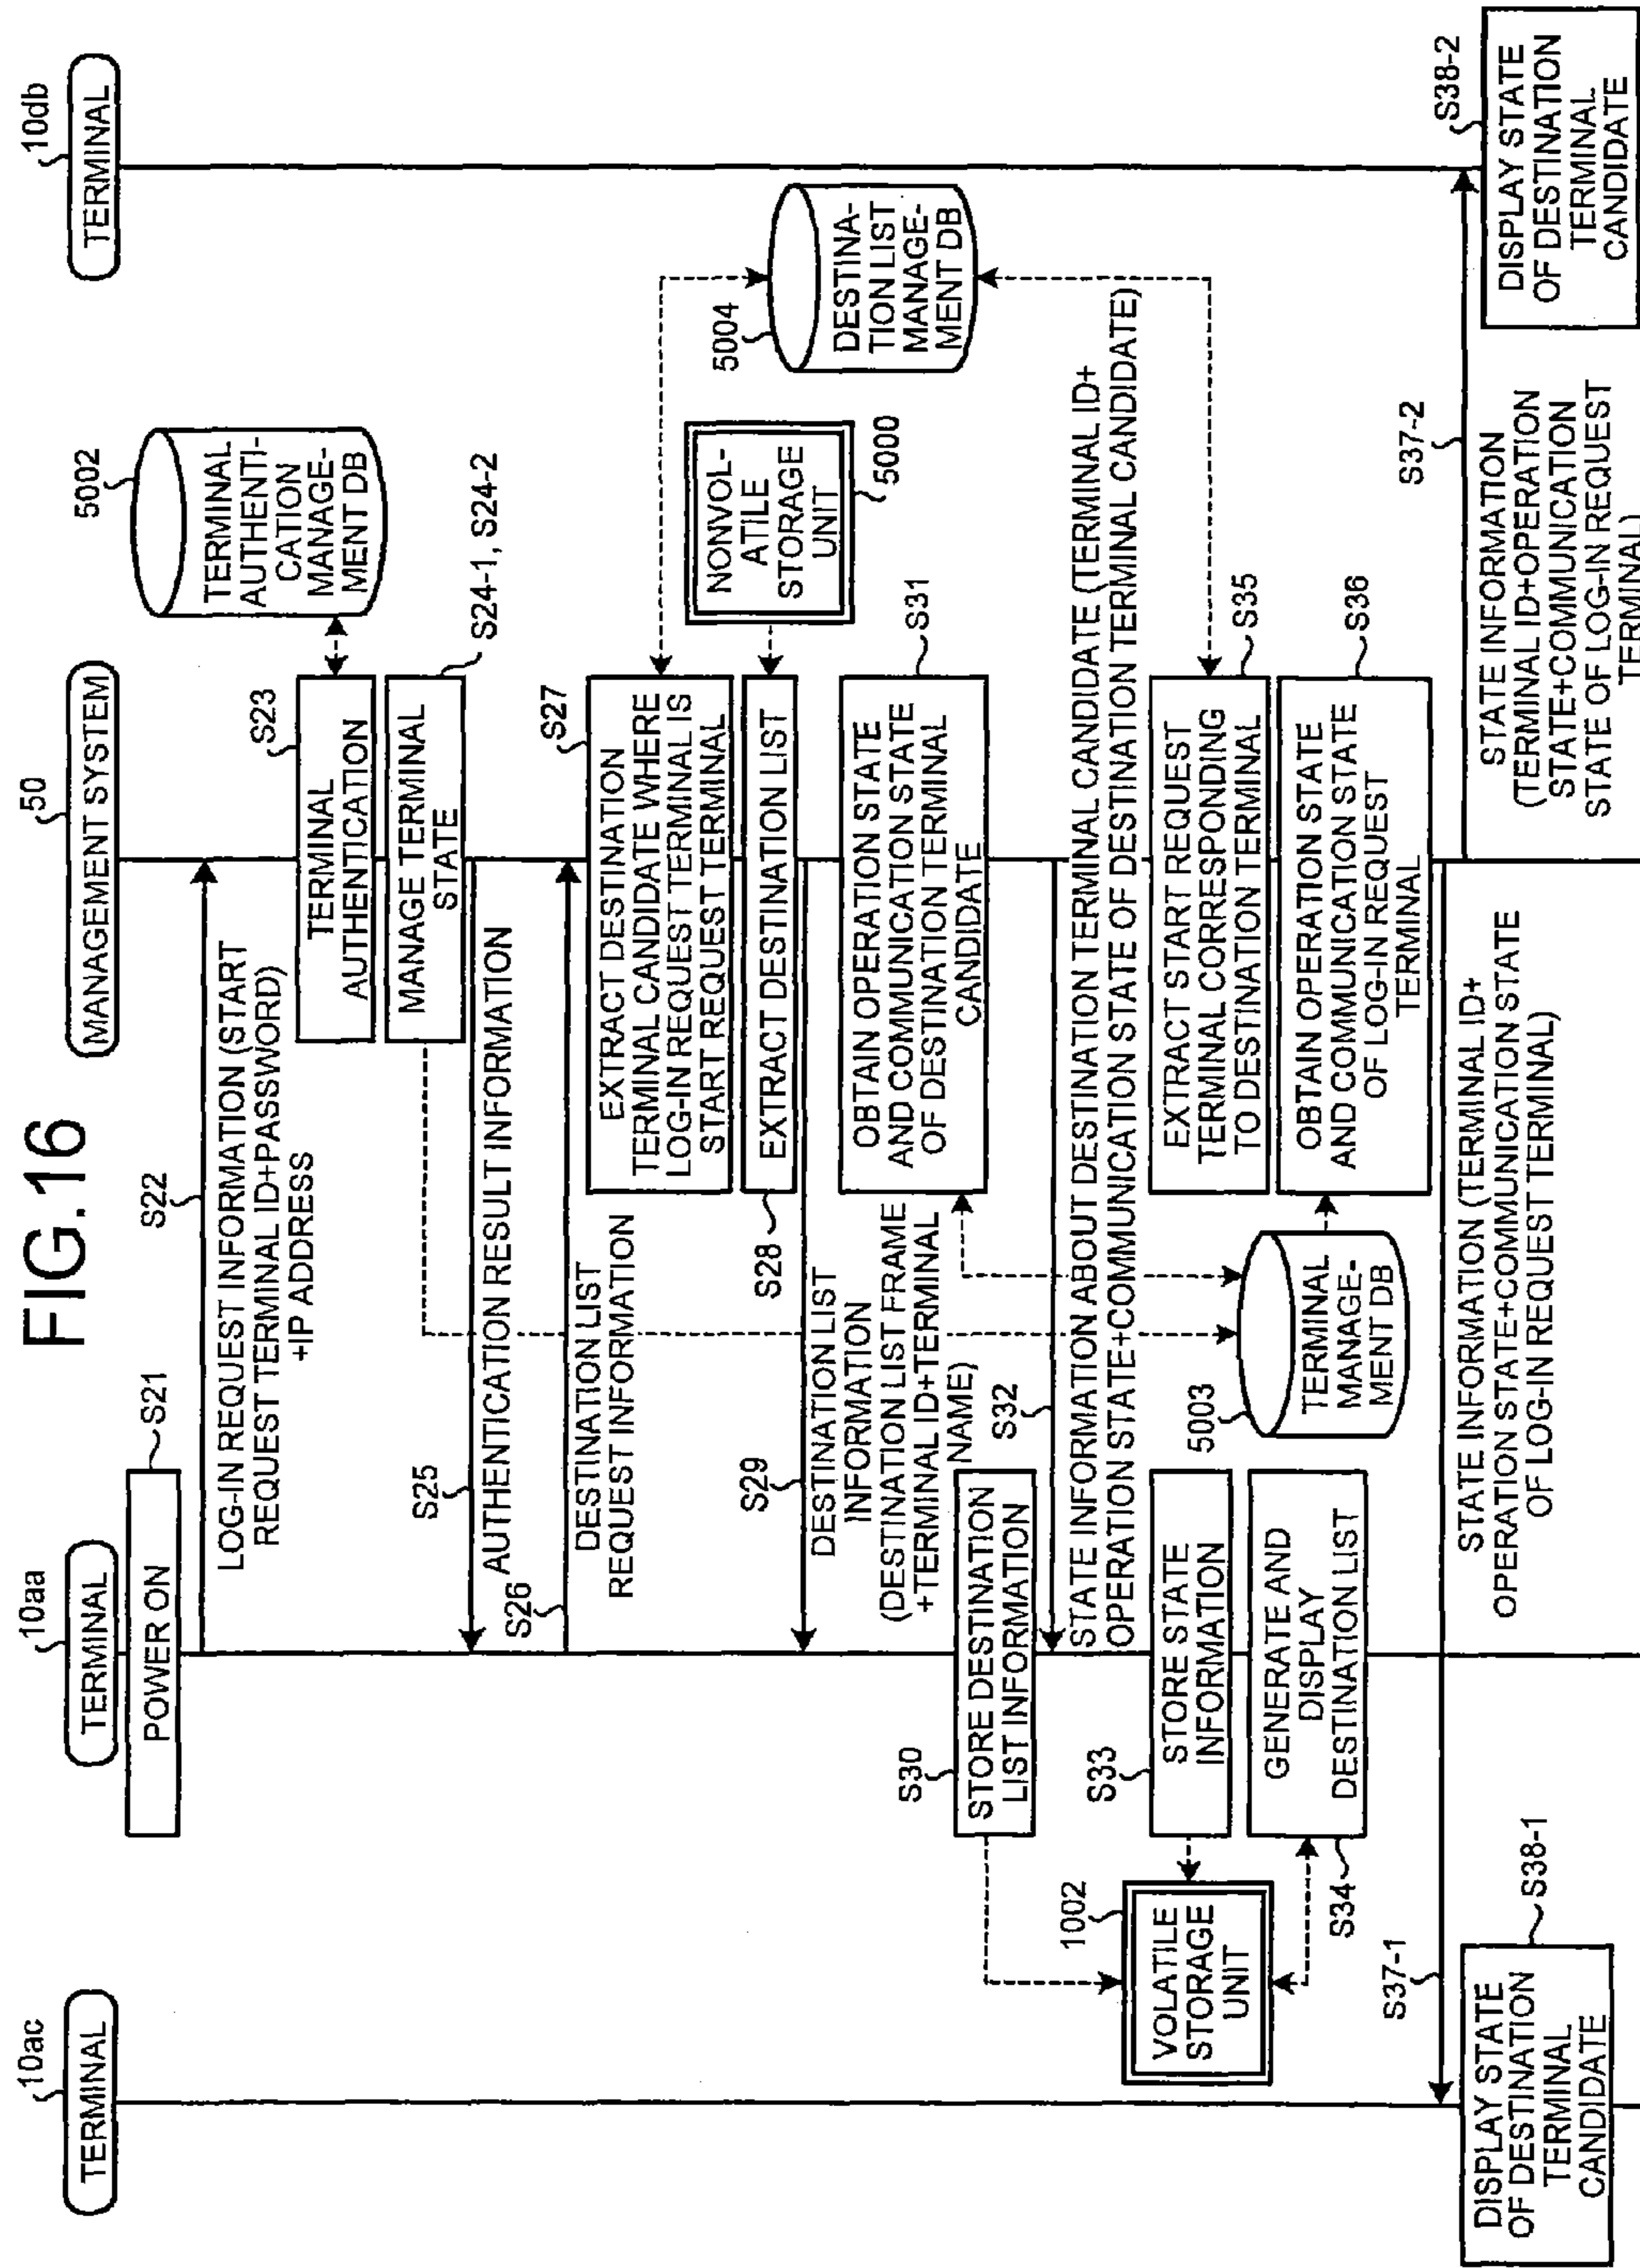 FIG.16
10ac
TERMINAL
10aa
TERMINAL
50
MANAGEMENT SYSTEM
10db
TERMINAL
POWER ON
S21
S22
LOG-IN REQUEST INFORMATION (START
REQUEST TERMINAL ID+PASSWORD)
+IP ADDRESS
5002
TERMINAL
AUTHENTI-
CATION
MANAGE-
MENT DB
S23
TERMINAL
AUTHENTICATION
MANAGE TERMINAL
STATE
S24-1, S24-2
S25
AUTHENTICATION RESULT INFORMATION
S26
DESTINATION LIST
REQUEST INFORMATION
S27
EXTRACT DESTINATION
TERMINAL CANDIDATE WHERE
LOG-IN REQUEST TERMINAL IS
START REQUEST TERMINAL
5004
DESTINA-
TION LIST
MANAGE-
MENT DB
NONVOL-
ATILE
STORAGE
UNIT
5000
EXTRACT DESTINATION LIST
S28
S29
DESTINATION LIST
INFORMATION
(DESTINATION LIST FRAME
+TERMINAL ID+TERMINAL
NAME)
S31
OBTAIN OPERATION STATE
AND COMMUNICATION STATE
OF DESTINATION TERMINAL
CANDIDATE
S30
STORE DESTINATION
LIST INFORMATION
S32
STATE INFORMATION ABOUT DESTINATION TERMINAL CANDIDATE (TERMINAL ID+
OPERATION STATE+COMMUNICATION STATE OF DESTINATION TERMINAL CANDIDATE)
1002
VOLATILE
STORAGE
UNIT
S33
STORE STATE
INFORMATION
GENERATE AND
DISPLAY
DESTINATION LIST
S34
5003
TERMINAL
MANAGE-
MENT DB
EXTRACT START REQUEST
TERMINAL CORRESPONDING
TO DESTINATION TERMINAL
S35
OBTAIN OPERATION STATE
AND COMMUNICATION STATE
OF LOG-IN REQUEST
TERMINAL
S36
S37-1
STATE INFORMATION (TERMINAL ID+
OPERATION STATE+COMMUNICATION STATE
OF LOG-IN REQUEST TERMINAL)
S37-2
STATE INFORMATION
(TERMINAL ID+OPERATION
STATE+COMMUNICATION
STATE OF LOG-IN REQUEST
TERMINAL)
DISPLAY STATE
OF DESTINATION
TERMINAL
CANDIDATE
S38-1
S38-2
DISPLAY STATE
OF DESTINATION
TERMINAL
CANDIDATE